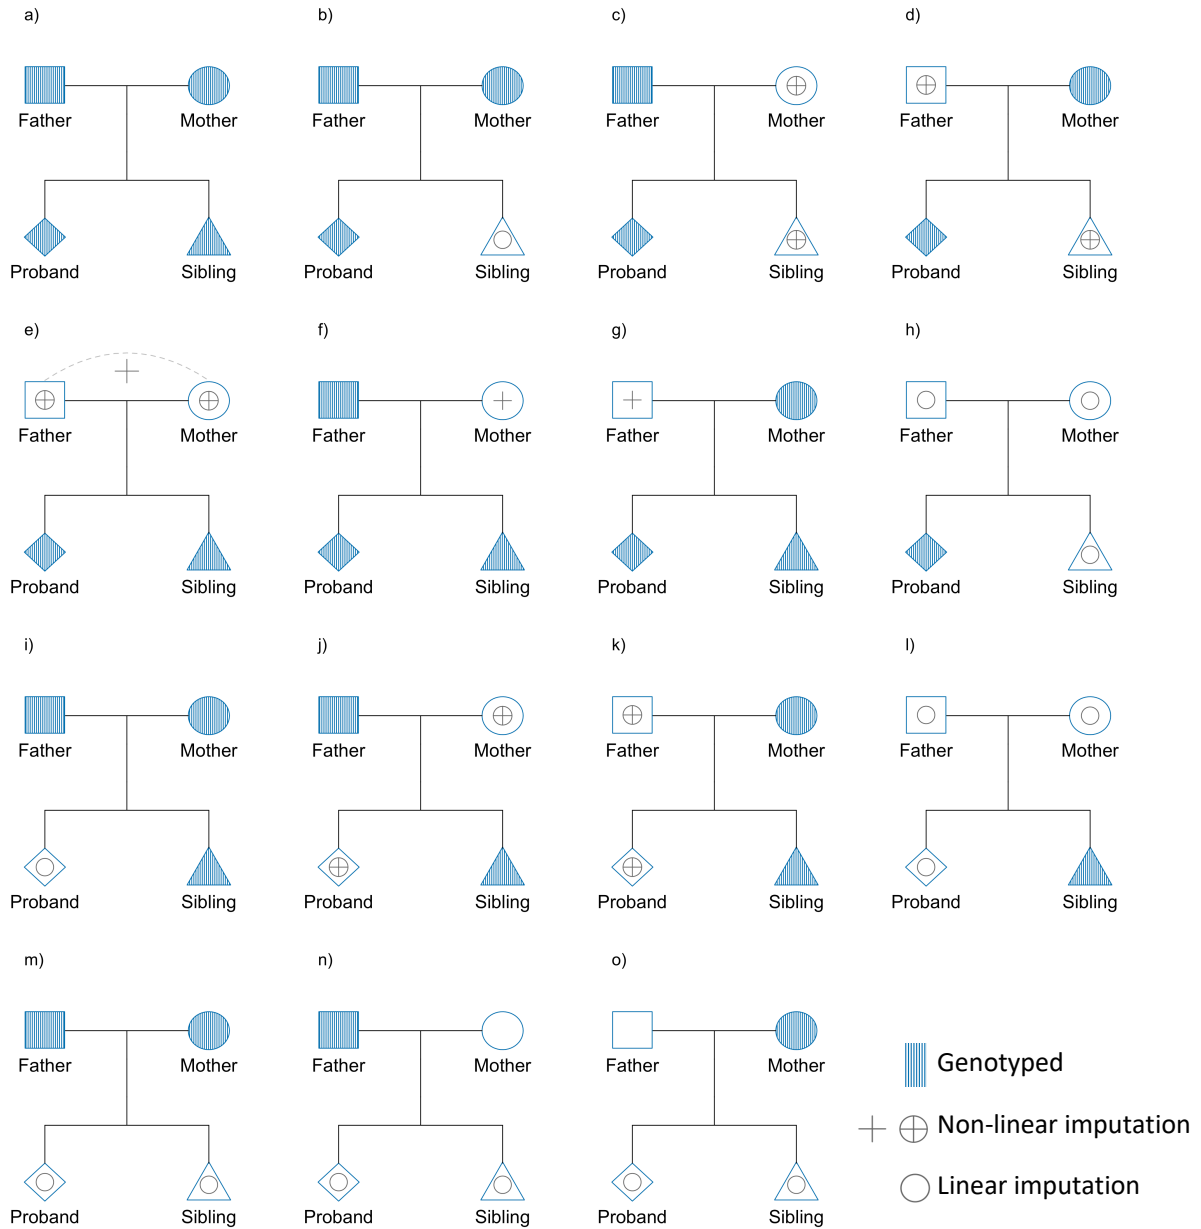 a) b) c) d)
Father Mother Father Mother Father Mother Father Mother
Proband Sibling Proband Sibling Proband Sibling Proband Sibling
e) f) g) h)
Father Mother Father Mother Father Mother Father Mother
Proband Sibling Proband Sibling Proband Sibling Proband Sibling
i) j) k) l)
Father Mother Father Mother Father Mother Father Mother
Proband Sibling Proband Sibling Proband Sibling Proband Sibling
m) n) o)
Father Mother Father Mother Father Mother
Proband Sibling Proband Sibling Proband Sibling
Genotyped
Non-linear imputation
Linear imputation